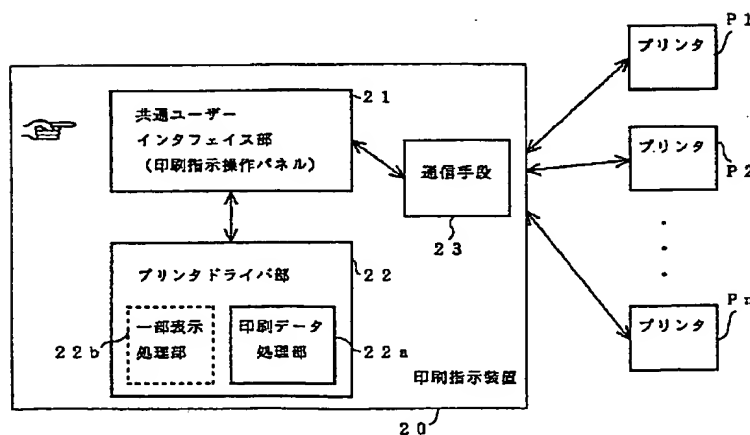 P1
プリンタ
21
共通ユーザー
インタフェイス部
(印刷指示操作パネル)
プリンタ
P2
通信手段
23
22
プリンタドライバ部
プリンタ
Pn
一部表示
処理部
22b
印刷データ
処理部
22a
印刷指示装置
20